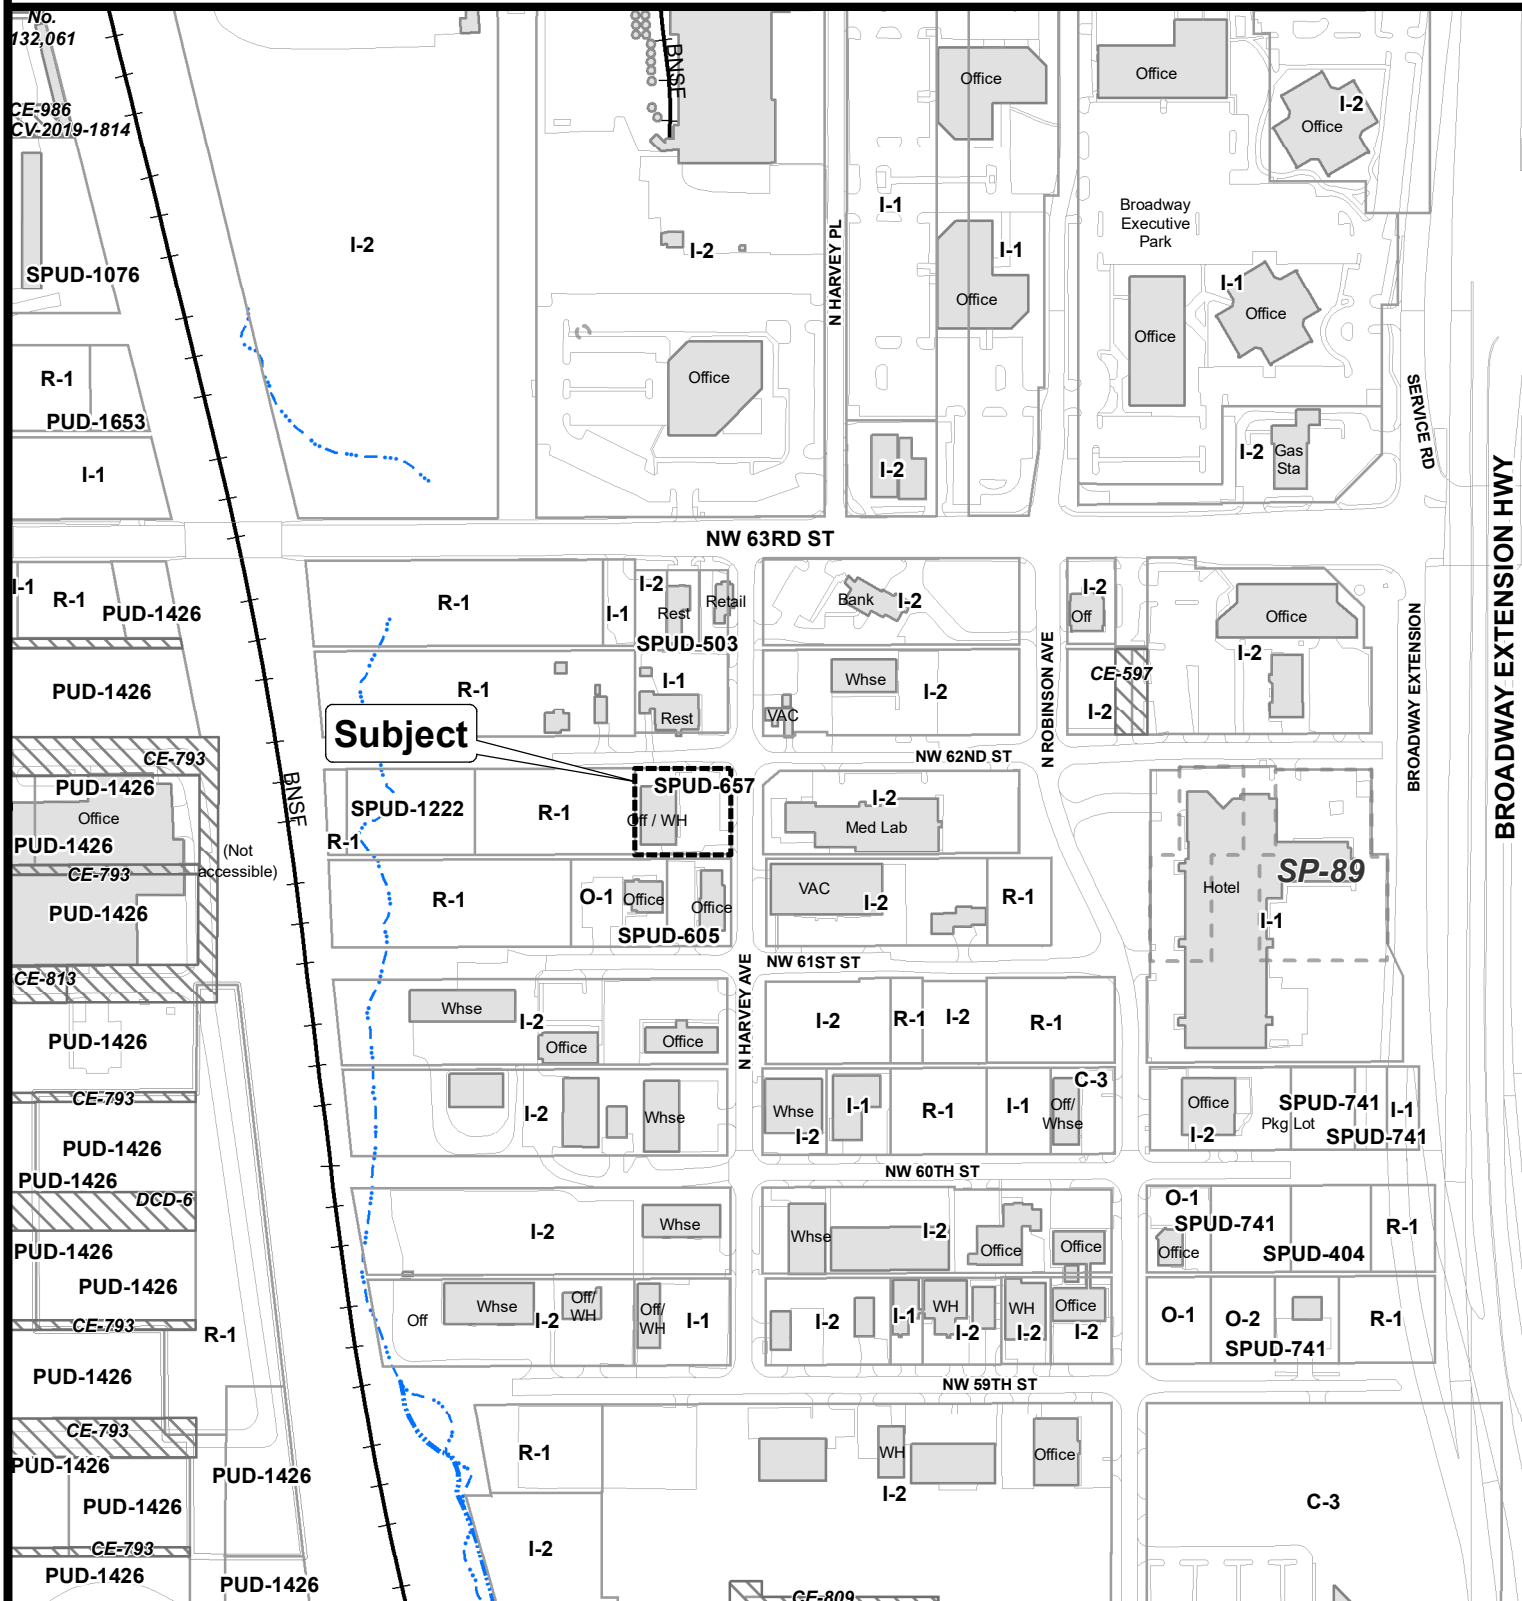 No.
132,061
CE-986
CV-2019-1814
BNSF
Office
Office
I-2
Office
I-2
I-2
I-1
I-1
Broadway
Executive
Park
N HARVEY PL
SPUD-1076
Office
I-1
Office
Office
R-1
PUD-1653
Office
I-1
I-2
I-2
Gas
Sta
SERVICE RD
BROADWAY EXTENSION HWY
NW 63RD ST
I-1
R-1
PUD-1426
R-1
I-1
I-2
Rest
Retail
SPUD-503
Bank
I-2
I-2
Off
Office
PUD-1426
R-1
I-1
Rest
Whse
I-2
VAC
N ROBINSON AVE
CE-597
I-2
I-2
BROADWAY EXTENSION
Subject
NW 62ND ST
CE-793
PUD-1426
Office
PUD-1426
CE-793
PUD-1426
(Not
accessible)
BNSF
R-1
SPUD-1222
R-1
SPUD-657
Off / WH
I-2
Med Lab
Hotel
SP-89
I-1
R-1
O-1
Office
Office
SPUD-605
VAC
I-2
R-1
NW 61ST ST
N HARVEY AVE
CE-813
PUD-1426
Whse
I-2
Office
Office
I-2
R-1
I-2
R-1
CE-793
PUD-1426
PUD-1426
I-2
Whse
Whse
I-2
I-1
R-1
I-1
C-3
Off/
Whse
Office
I-2
SPUD-741
Pkg Lot
I-1
SPUD-741
NW 60TH ST
DCD-6
PUD-1426
PUD-1426
I-2
Whse
Whse
I-2
Office
Office
O-1
SPUD-741
Office
SPUD-404
R-1
CE-793
R-1
PUD-1426
Off
Whse
I-2
Off/
WH
Off/
WH
I-1
I-2
I-1
WH
I-2
WH
I-2
Office
I-2
O-1
O-2
SPUD-741
R-1
NW 59TH ST
CE-793
PUD-1426
PUD-1426
PUD-1426
R-1
WH
I-2
Office
C-3
CE-793
PUD-1426
PUD-1426
I-2
CE-809